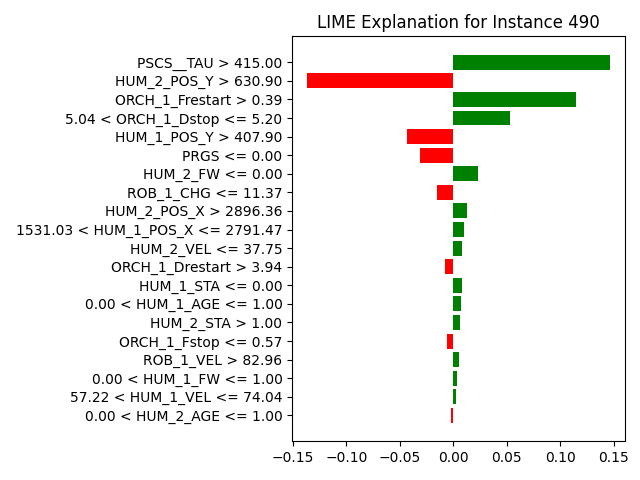 LIME Explanation for Instance 490
PSCS__TAU > 415.00
HUM_2_POS_Y > 630.90
ORCH_1_Frestart > 0.39
5.04 < ORCH_1_Dstop <= 5.20
HUM_1_POS_Y > 407.90
PRGS <= 0.00
HUM_2_FW <= 0.00
ROB_1_CHG <= 11.37
HUM_2_POS_X > 2896.36
1531.03 < HUM_1_POS_X <= 2791.47
HUM_2_VEL <= 37.75
ORCH_1_Drestart > 3.94
HUM_1_STA <= 0.00
0.00 < HUM_1_AGE <= 1.00
HUM_2_STA > 1.00
ORCH_1_Fstop <= 0.57
ROB_1_VEL > 82.96
0.00 < HUM_1_FW <= 1.00
57.22 < HUM_1_VEL <= 74.04
0.00 < HUM_2_AGE <= 1.00
−0.15 −0.10 −0.05 0.00 0.05 0.10 0.15